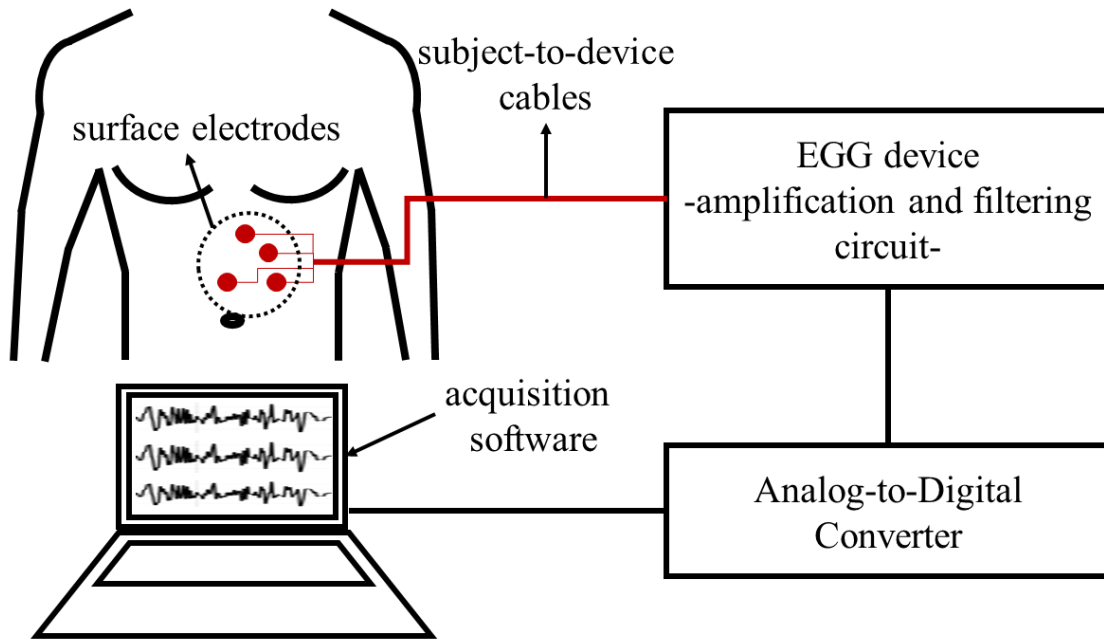 subject-to-device
cables
surface electrodes
EGG device
-amplification and filtering
circuit-
acquisition
software
Analog-to-Digital
Converter